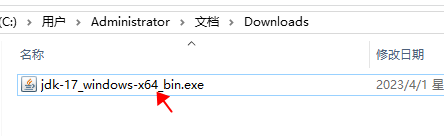 (C:) > 用户 > Administrator > 文档 > Downloads
名称 修改日期
jdk-17_windows-x64_bin.exe 2023/4/1 星